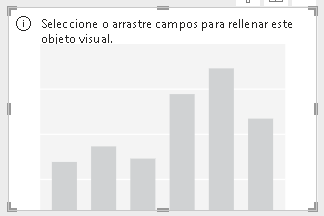 Seleccione o arrastre campos para rellenar este
objeto visual.